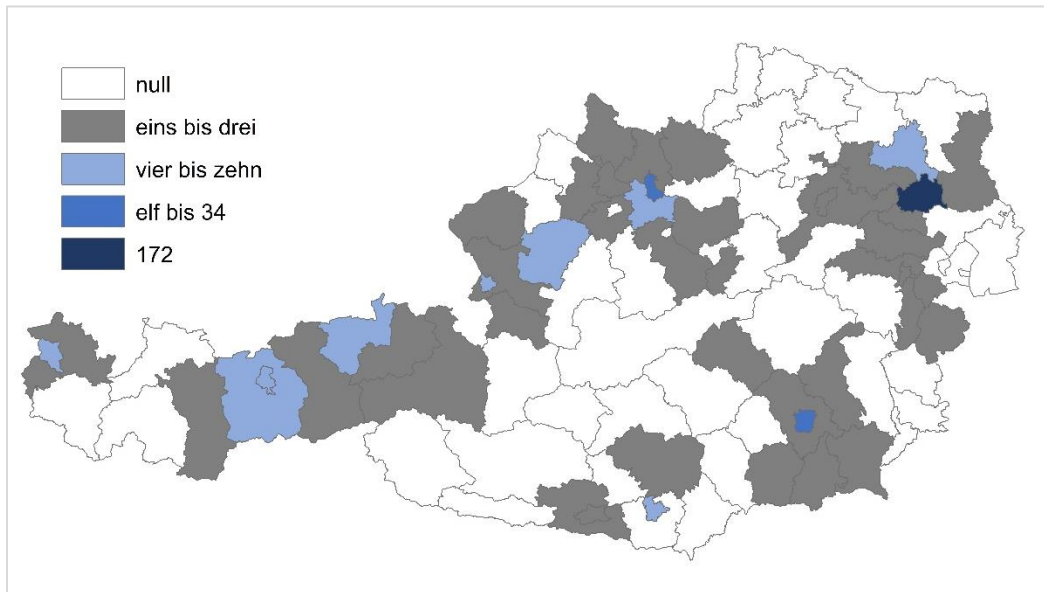 null
eins bis drei
vier bis zehn
elf bis 34
172